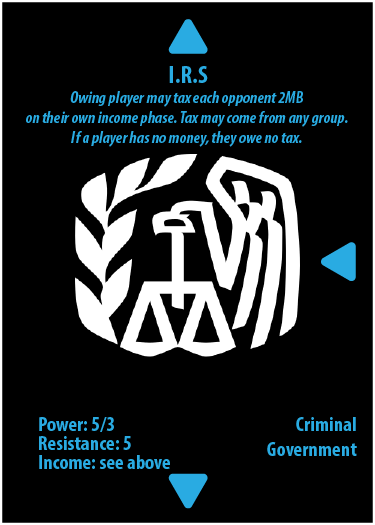 I.R.S
Owing player may tax each opponent 2MB
on their own income phase. Tax may come from any group.
If a player has no money, they owe no tax.
Power: 5/3
Resistance: 5
Income: see above
Criminal
Government